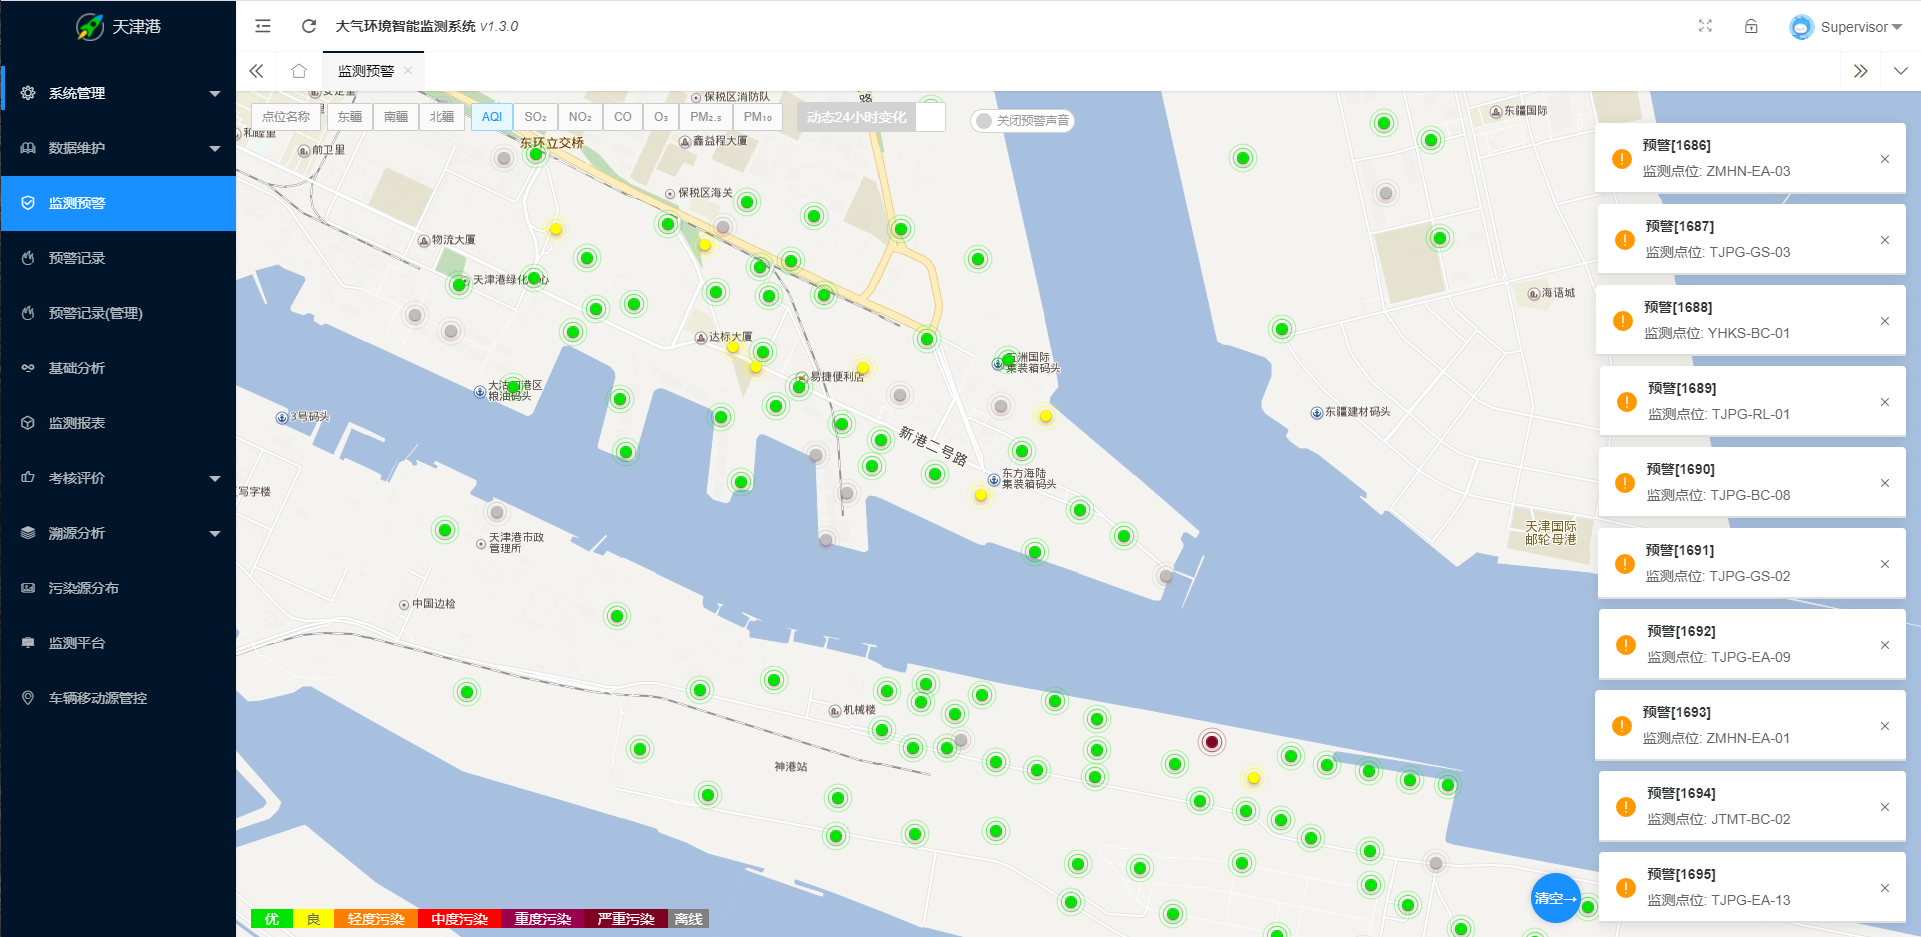 天津港
大气环境智能监测系统 v1.3.0
Supervisor
监测预警
系统管理
数据维护
监测预警
预警记录
预警记录(管理)
基础分析
监测报表
考核评价
溯源分析
污染源分布
监测平台
车辆移动源管控
点位名称
东疆
南疆
北疆
AQI
SO₂
NO₂
CO
O₃
PM₂.₅
PM₁₀
动态24小时变化
关闭预警声音
保税区消防队
路
东疆国际
和睦里
前卫里
东环立交桥
鑫益程大厦
保税区海关
物流大厦
天津港绿化
心
海语城
达标大厦
易捷便利店
五洲国际
集装箱码头
大沽
港区
粮油码头
3号码头
东疆建材码头
新港二号路
东方海陆
集装箱码头
写字楼
天津港市政
管理所
天津国际
邮轮母港
中国边检
机械楼
神港站
预警[1686]
监测点位: ZMHN-EA-03
预警[1687]
监测点位: TJPG-GS-03
预警[1688]
监测点位: YHKS-BC-01
预警[1689]
监测点位: TJPG-RL-01
预警[1690]
监测点位: TJPG-BC-08
预警[1691]
监测点位: TJPG-GS-02
预警[1692]
监测点位: TJPG-EA-09
预警[1693]
监测点位: ZMHN-EA-01
预警[1694]
监测点位: JTMT-BC-02
预警[1695]
监测点位: TJPG-EA-13
清空→
优
良
轻度污染
中度污染
重度污染
严重污染
离线